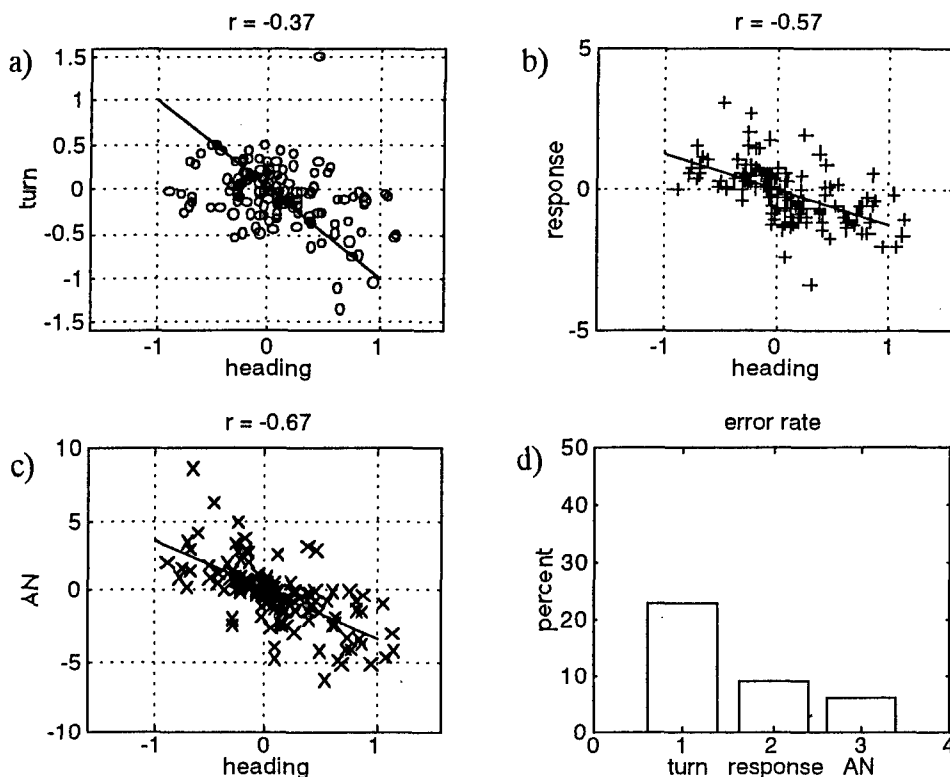 r = -0.37
a)
turn
1.5
1
0.5
0
-0.5
-1
-1.5
-1
0
1
heading
r = -0.57
b)
response
5
0
-5
-1
0
1
heading
r = -0.67
c)
AN
10
5
0
-5
-10
-1
0
1
heading
error rate
d)
percent
50
40
30
20
10
0
0
1
2
3
4
turn response AN